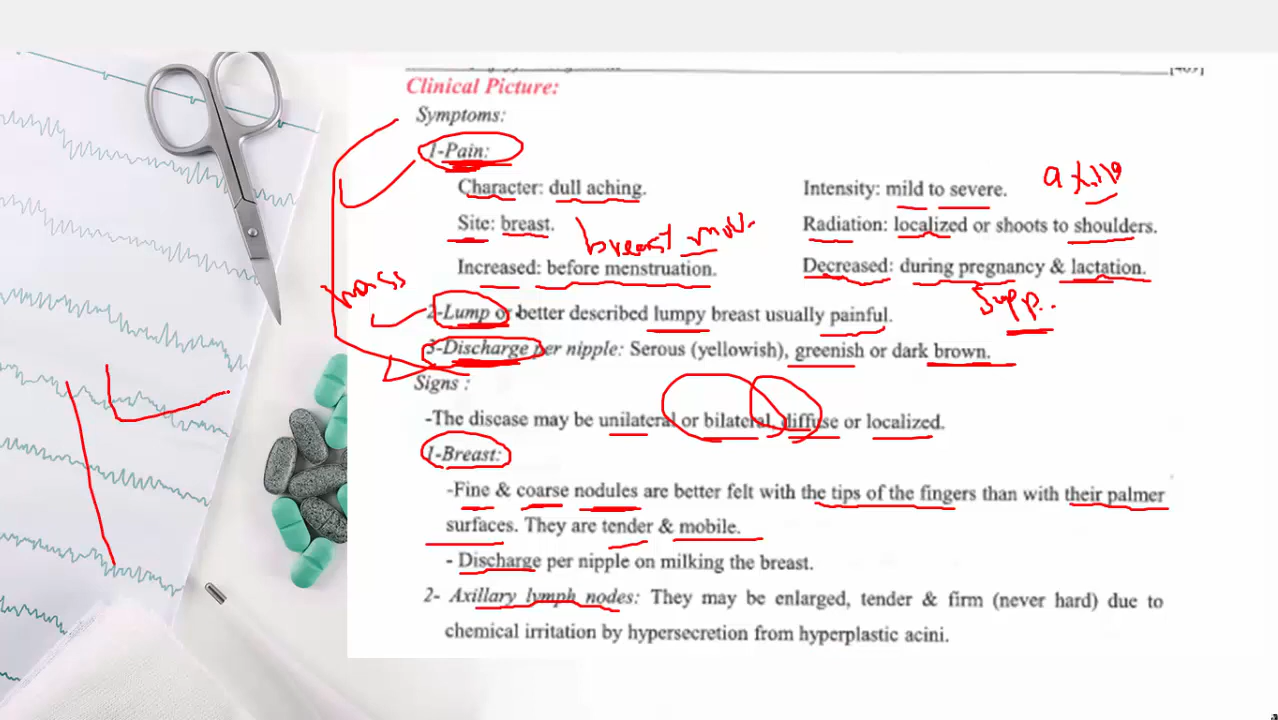 [469]
Clinical Picture:
Symptoms:
1-Pain:
Character: dull aching. Intensity: mild to severe.
axilla
Site: breast. Radiation: localized or shoots to shoulders.
breast mov.
Increased: before menstruation. Decreased: during pregnancy & lactation.
mass
Supp.
2-Lump or better described lumpy breast usually painful.
3-Discharge per nipple: Serous (yellowish), greenish or dark brown.
Signs :
-The disease may be unilateral or bilateral, diffuse or localized.
1-Breast:
-Fine & coarse nodules are better felt with the tips of the fingers than with their palmer
surfaces. They are tender & mobile.
- Discharge per nipple on milking the breast.
2- Axillary lymph nodes: They may be enlarged, tender & firm (never hard) due to
chemical irritation by hypersecretion from hyperplastic acini.